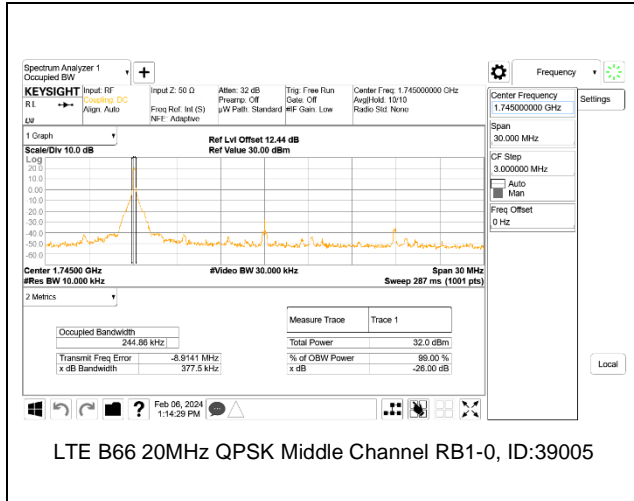 Spectrum Analyzer 1
Occupied BW
+
Frequency
KEYSIGHT
Input: RF
Coupling: DC
Align: Auto
Input Z: 50 Ω
Freq Ref: Int (S)
NFE: Adaptive
Atten: 32 dB
Preamp: Off
µW Path: Standard
Trig: Free Run
Gate: Off
#IF Gain: Low
Center Freq: 1.745000000 GHz
Avg|Hold: 10/10
Radio Std: None
Center Frequency
1.745000000 GHz
Settings
Span
30.000 MHz
CF Step
3.000000 MHz
Auto
Man
Freq Offset
0 Hz
Local
1 Graph
Scale/Div 10.0 dB
Ref Lvl Offset 12.44 dB
Ref Value 30.00 dBm
Log
20.0
10.0
0.00
-10.0
-20.0
-30.0
-40.0
-50.0
-60.0
Center 1.74500 GHz
#Video BW 30.000 kHz
Span 30 MHz
#Res BW 10.000 kHz
Sweep 287 ms (1001 pts)
2 Metrics
Occupied Bandwidth
244.86 kHz
Transmit Freq Error -8.9141 MHz
x dB Bandwidth 377.5 kHz
Measure Trace Trace 1
Total Power 32.0 dBm
% of OBW Power 99.00 %
x dB -26.00 dB
?
Feb 06, 2024
1:14:29 PM
LTE B66 20MHz QPSK Middle Channel RB1-0, ID:39005